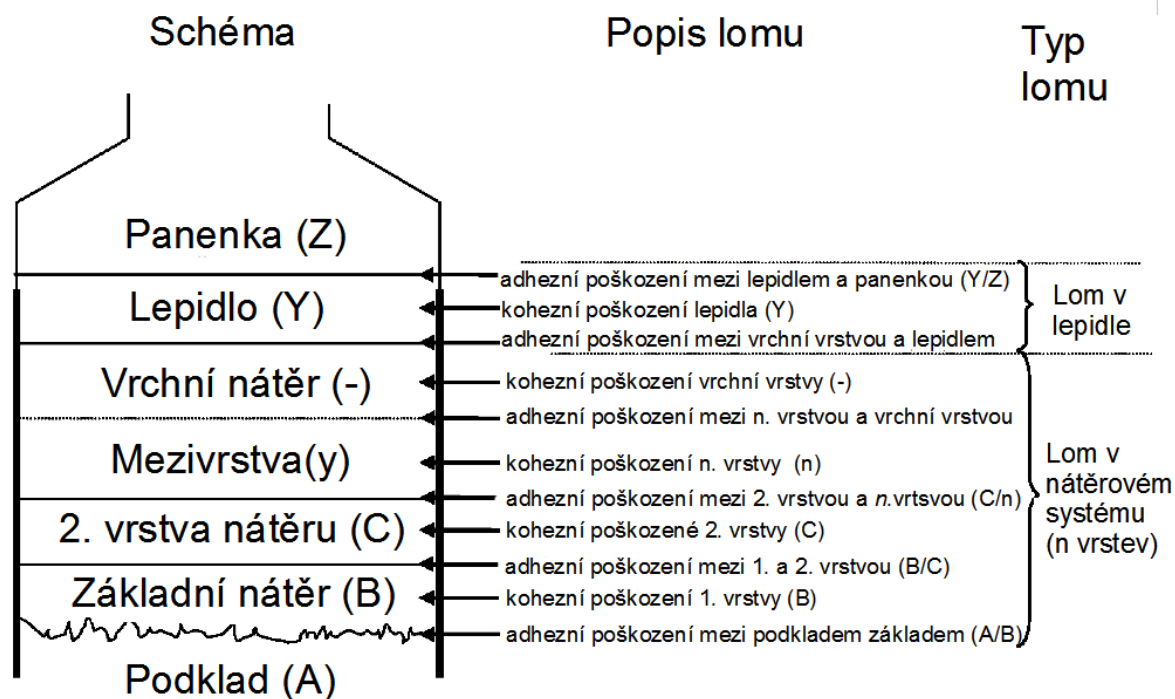 Schéma
Popis lomu
Typ
lomu
Panenka (Z)
adhezní poškození mezi lepidlem a panenkou (Y/Z)
Lepidlo (Y)
kohezní poškození lepidla (Y)
Lom v
lepidle
adhezní poškození mezi vrchní vrstvou a lepidlem
Vrchní nátěr (-)
kohezní poškození vrchní vrstvy (-)
adhezní poškození mezi n. vrstvou a vrchní vrstvou
Mezivrstva(y)
kohezní poškození n. vrstvy (n)
Lom v
nátěrovém
systému
(n vrstev)
adhezní poškození mezi 2. vrstvou a n.vrtsvou (C/n)
2. vrstva nátěru (C)
kohezní poškozené 2. vrstvy (C)
adhezní poškození mezi 1. a 2. vrstvou (B/C)
Základní nátěr (B)
kohezní poškození 1. vrstvy (B)
adhezní poškození mezi podkladem základem (A/B)
Podklad (A)